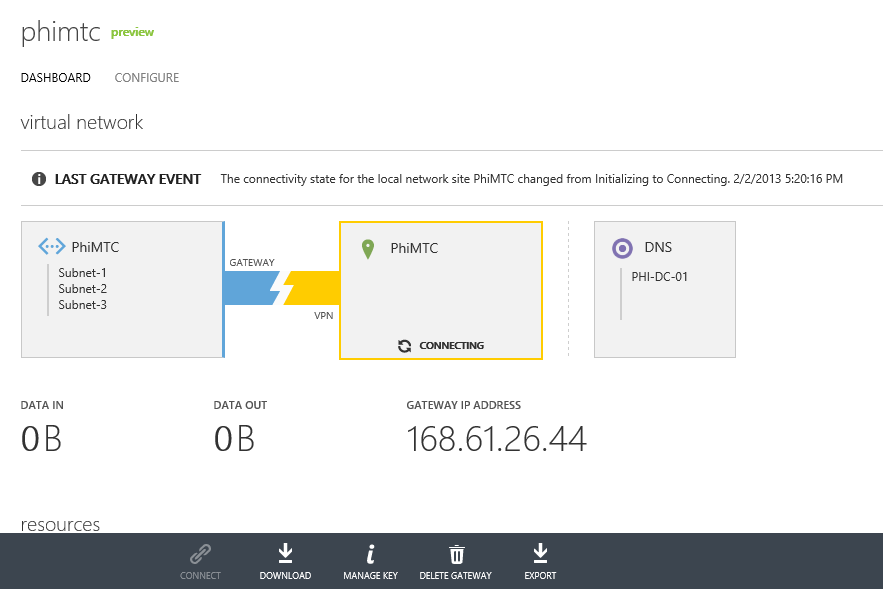 phimtc preview
DASHBOARD CONFIGURE
virtual network
LAST GATEWAY EVENT The connectivity state for the local network site PhiMTC changed from Initializing to Connecting. 2/2/2013 5:20:16 PM
PhiMTC
Subnet-1
Subnet-2
Subnet-3
GATEWAY
VPN
PhiMTC
CONNECTING
DNS
PHI-DC-01
DATA IN
0 B
DATA OUT
0 B
GATEWAY IP ADDRESS
168.61.26.44
resources
CONNECT DOWNLOAD MANAGE KEY DELETE GATEWAY EXPORT